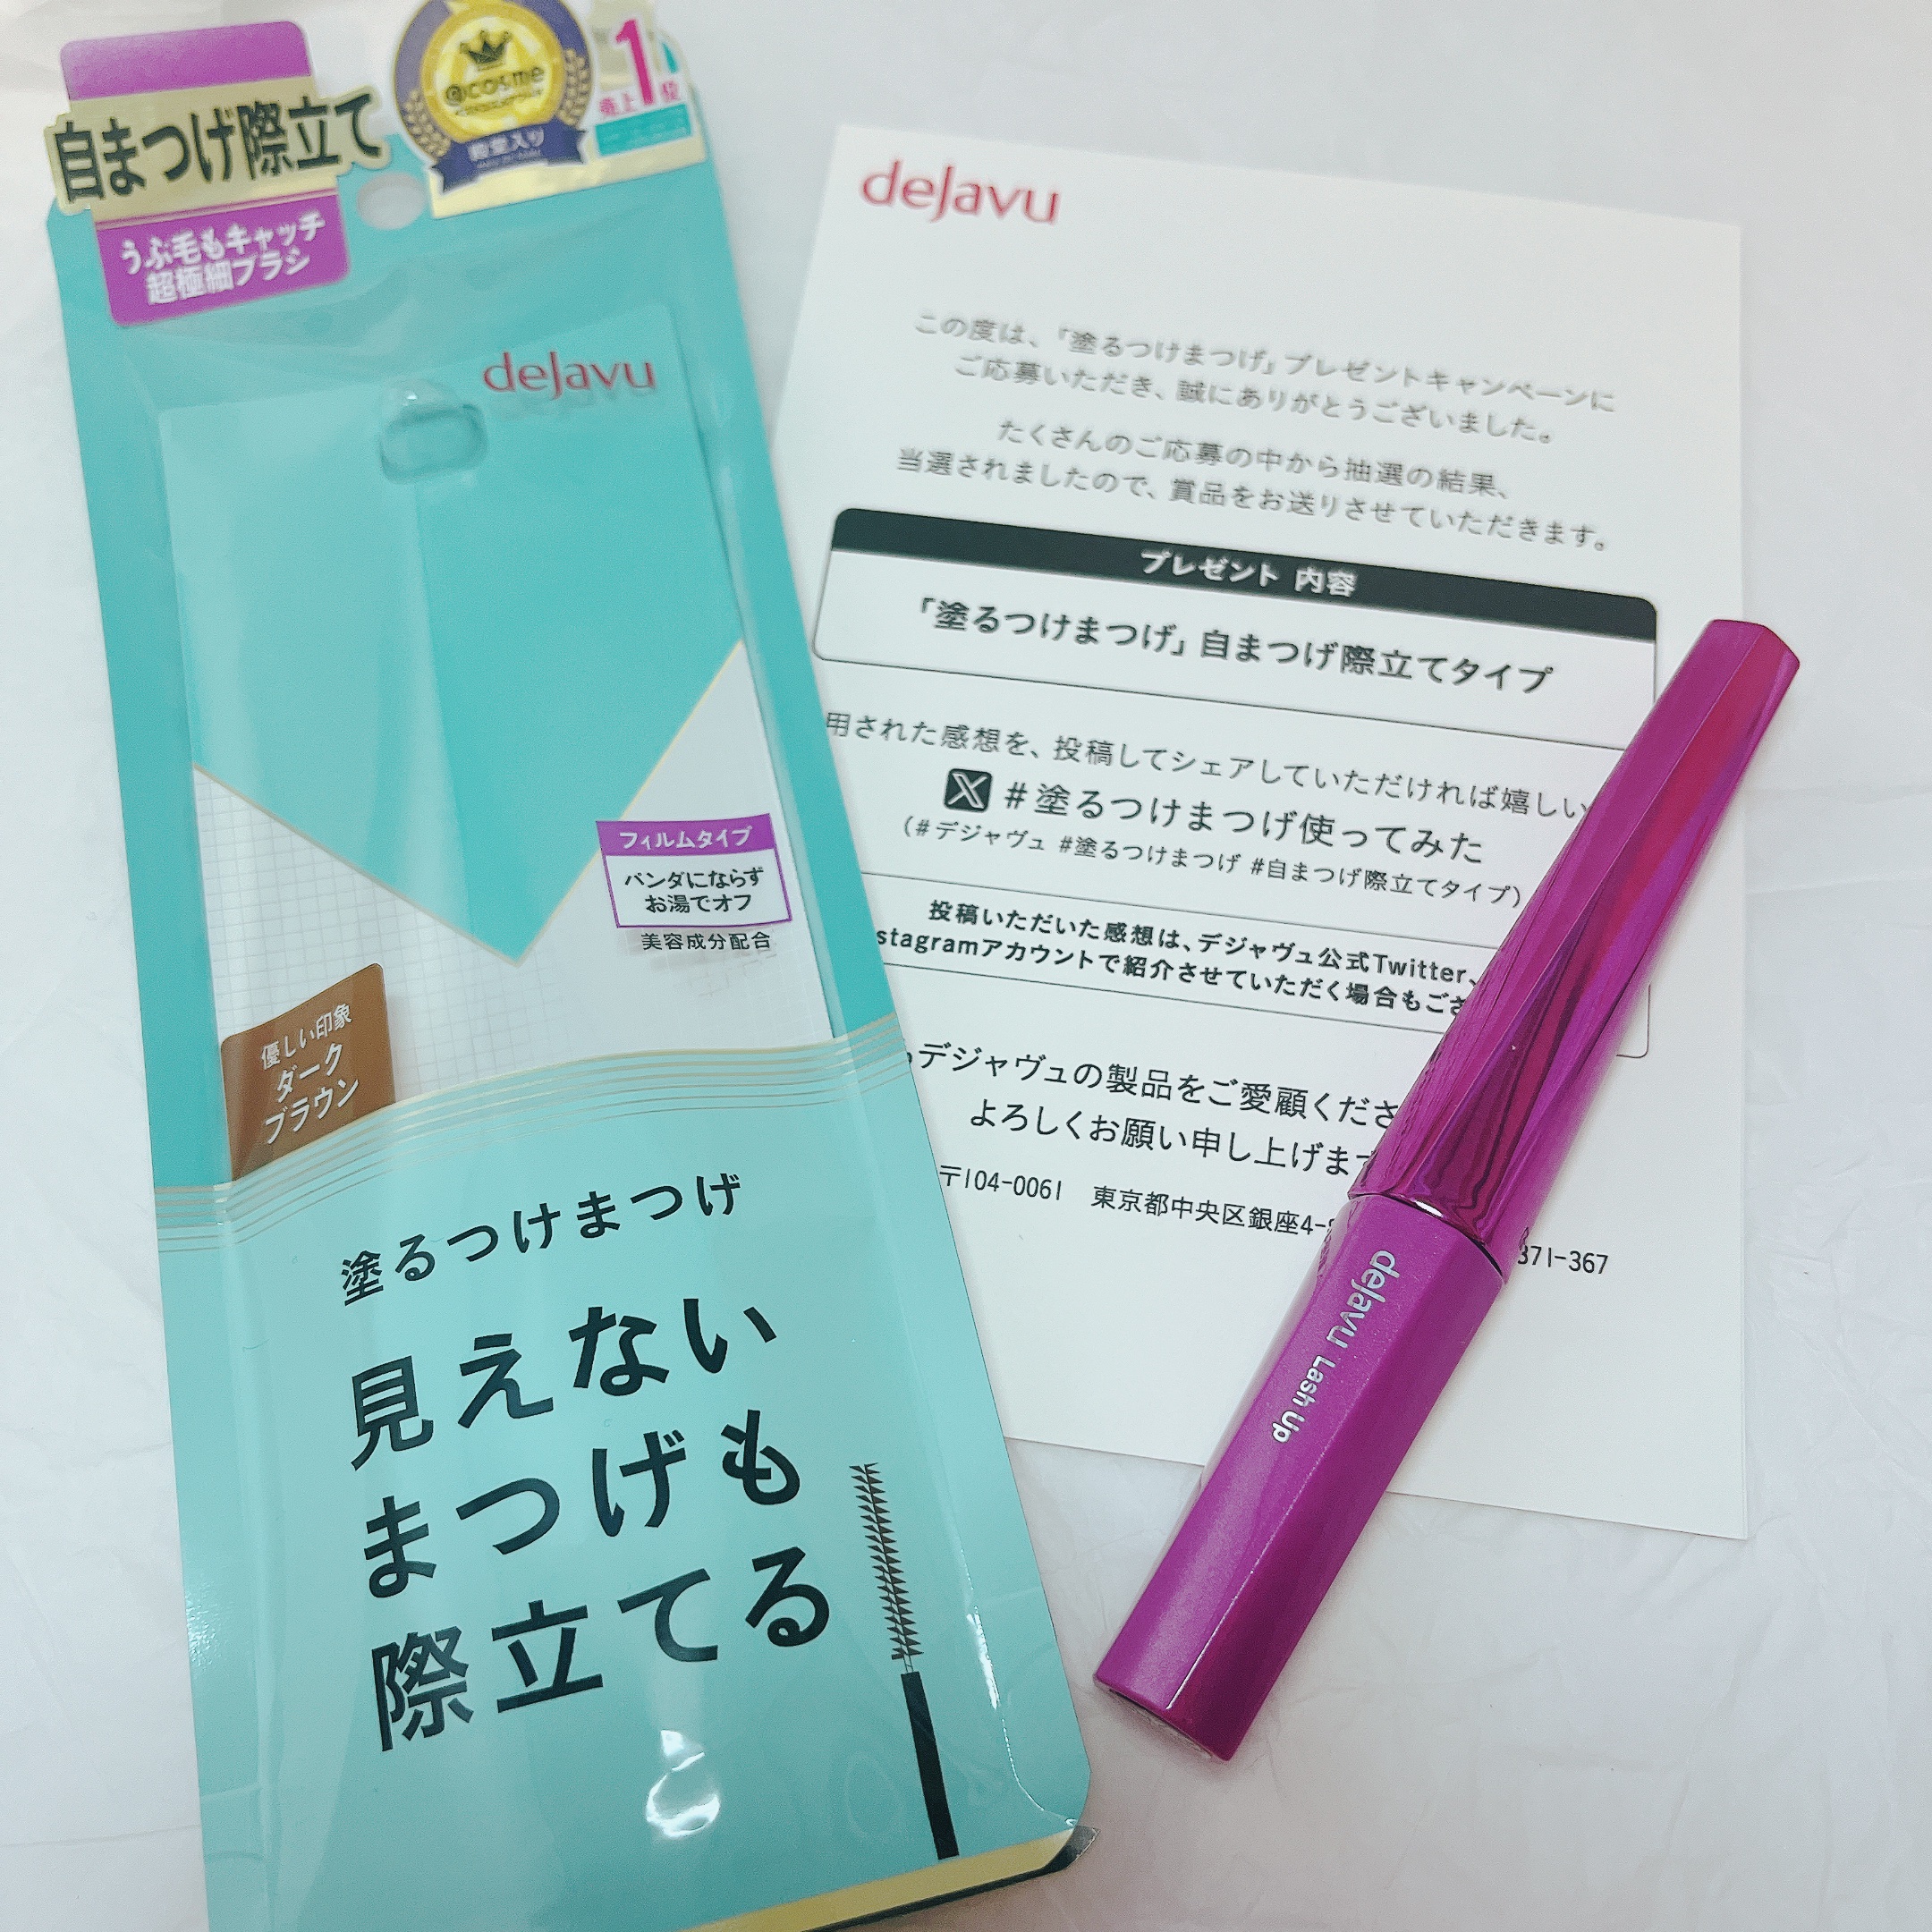 自まつげ際立て
うぶ毛もキャッチ
超極細ブラシ
@cosme
殿堂入り
売上1位
dejavu
フィルムタイプ
パンダにならず
お湯でオフ
美容成分配合
優しい印象
ダーク
ブラウン
塗るつけまつげ
見えない
まつげも
際立てる
dejavu
この度は、「塗るつけまつげ」プレゼントキャンペーンに
ご応募いただき、誠にありがとうございました。
たくさんのご応募の中から抽選の結果、
当選されましたので、賞品をお送りさせていただきます。
プレゼント 内容
「塗るつけまつげ」自まつげ際立てタイプ
用された感想を、投稿してシェアしていただければ嬉しい
X #塗るつけまつげ使ってみた
(#デジャヴュ #塗るつけまつげ #自まつげ際立てタイプ)
投稿いただいた感想は、デジャヴュ公式Twitter、
stagramアカウントで紹介させていただく場合もござ
デジャヴュの製品をご愛顧くださ
よろしくお願い申し上げま
〒104-0061 東京都中央区銀座4-
371-367
dejavu Lash Up